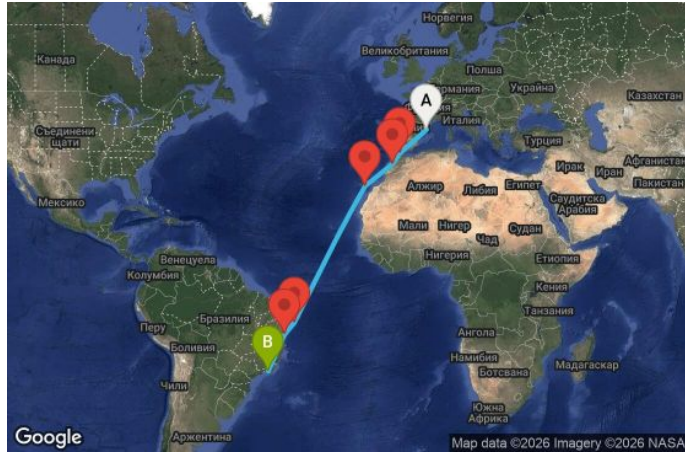 Норвегия
Канада
Великобритания
Полша
A
Украйна
Казахстан
Италия
Съединени
щати
Турция
Ирак
Афганистан
Иран
Пакистан
Алжир
Либия
Египет
Саудитска
Арабия
Мексико
Мали
Нигер
Чад
Судан
Венецуела
Нигерия
Етиопия
Колумбия
Кения
Бразилия
Танзания
Перу
Ангола
B
Боливия
Намибия
Мадагаскар
Ботсвана
Чили
Южна
Африка
Аржентина
Google
Map data ©2026 Imagery ©2026 NASA